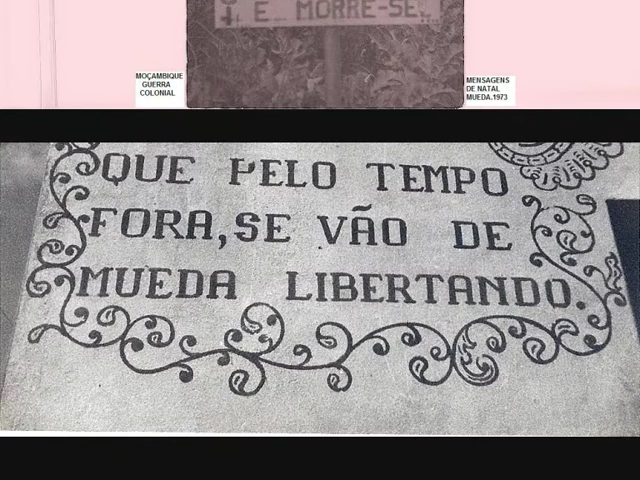 E... MORRE-SE...
MOÇAMBIQUE
GUERRA
COLONIAL
MENSAGENS
DE NATAL
MUEDA.1973
QUE PELO TEMPO
FORA,SE VÃO DE
MUEDA LIBERTANDO.